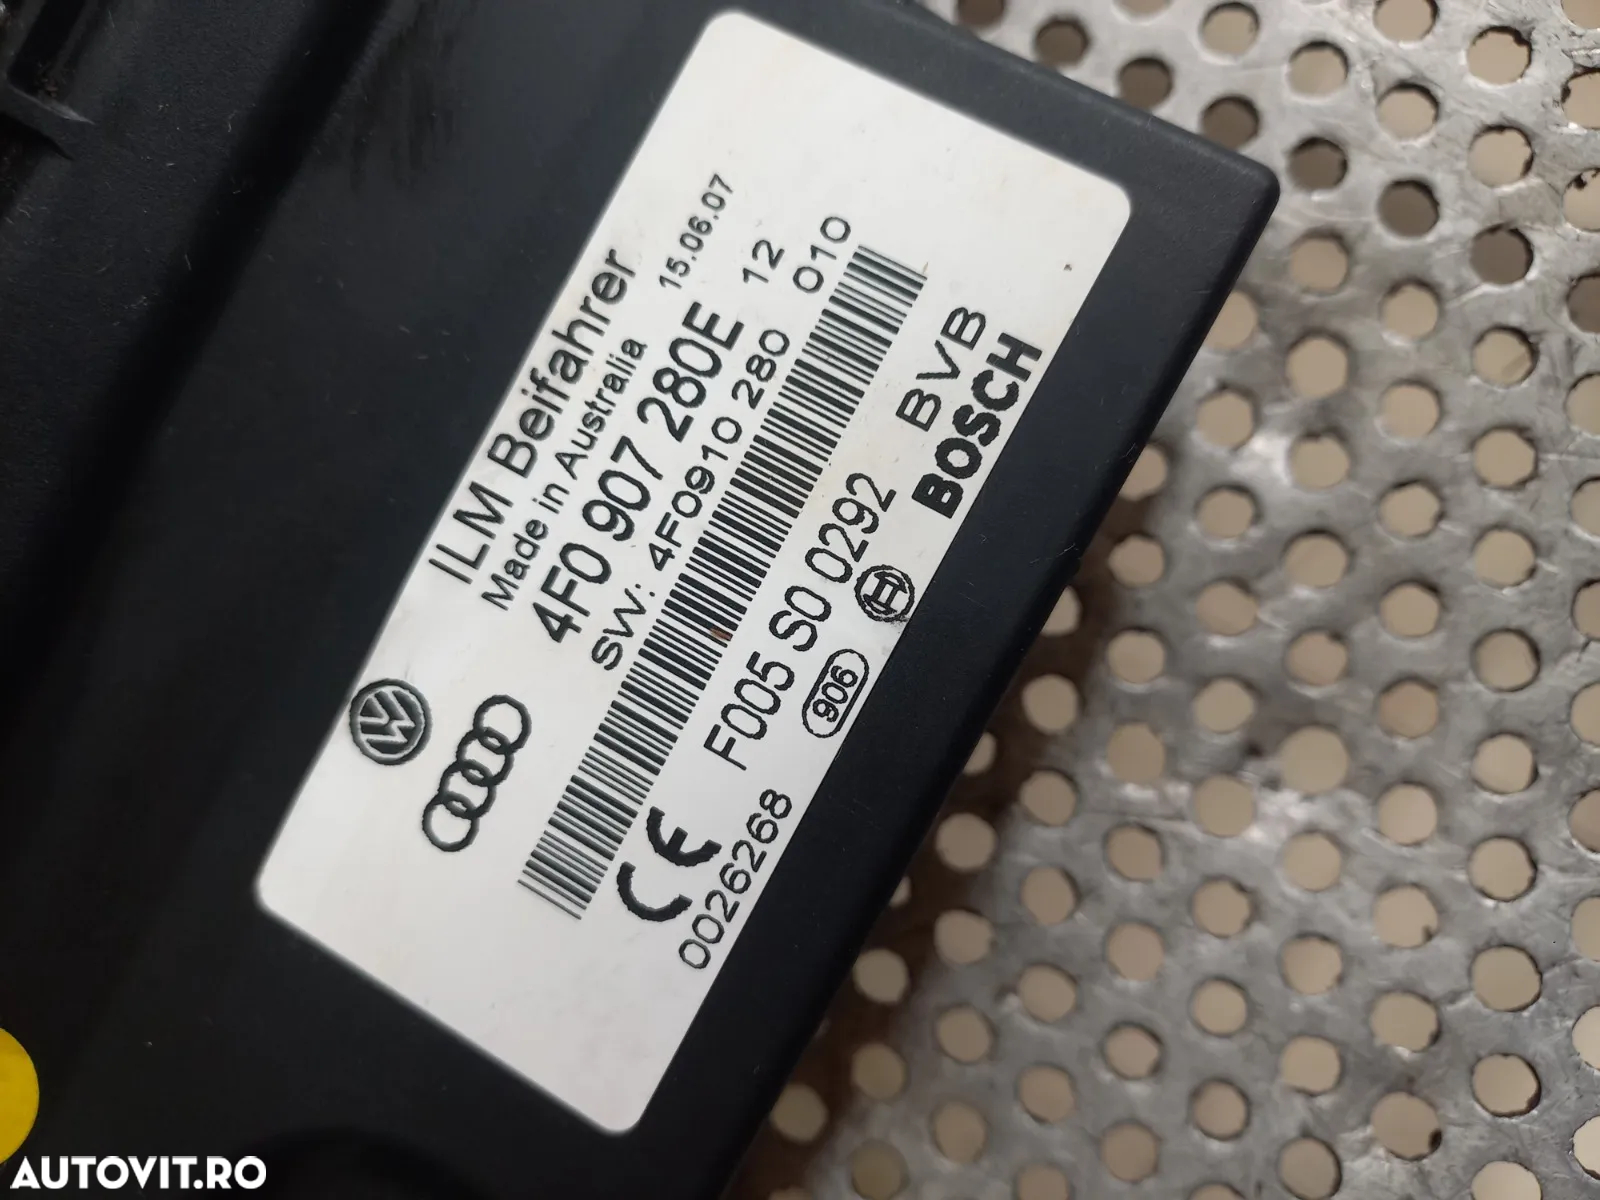 ILM Beifahrer
Made in Australia 15.06.07
4F0 907 280E 12
SW: 4F0910 280 010
F005 S0 0292 BVB
906 BOSCH
CE
0026268
AUTOVIT.RO